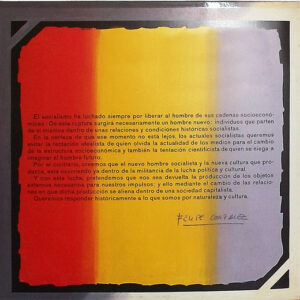 El socialismo ha luchado siempre por liberar al hombre de sus cadenas socioeconó-
micas. De esta ruptura surgirá necesariamente un hombre nuevo: individuos que parten
de sí mismos dentro de unas relaciones y condiciones históricas socialistas.
En la certeza de que ese momento no está lejos, los actuales socialistas queremos
evitar la tentación idealista de quien olvida la actualidad de los medios para el cambio
de la estructura socioeconómica y también la tentación cientificista de quien se niega a
imaginar el hombre futuro.
Por el contrario, creemos que el nuevo hombre socialista y la nueva cultura que pro-
duzca, está discurriendo ya dentro de la militancia de la lucha política y cultural.
Y con esta lucha, pretendemos que nos sea devuelta la producción de los objetos
externos necesarios para nuestros impulsos; y ello mediante el cambio de las relacio-
nes en que dicha producción se aliena dentro de una sociedad capitalista.
Queremos responder históricamente a lo que somos por naturaleza y cultura.
FELIPE GONZALEZ